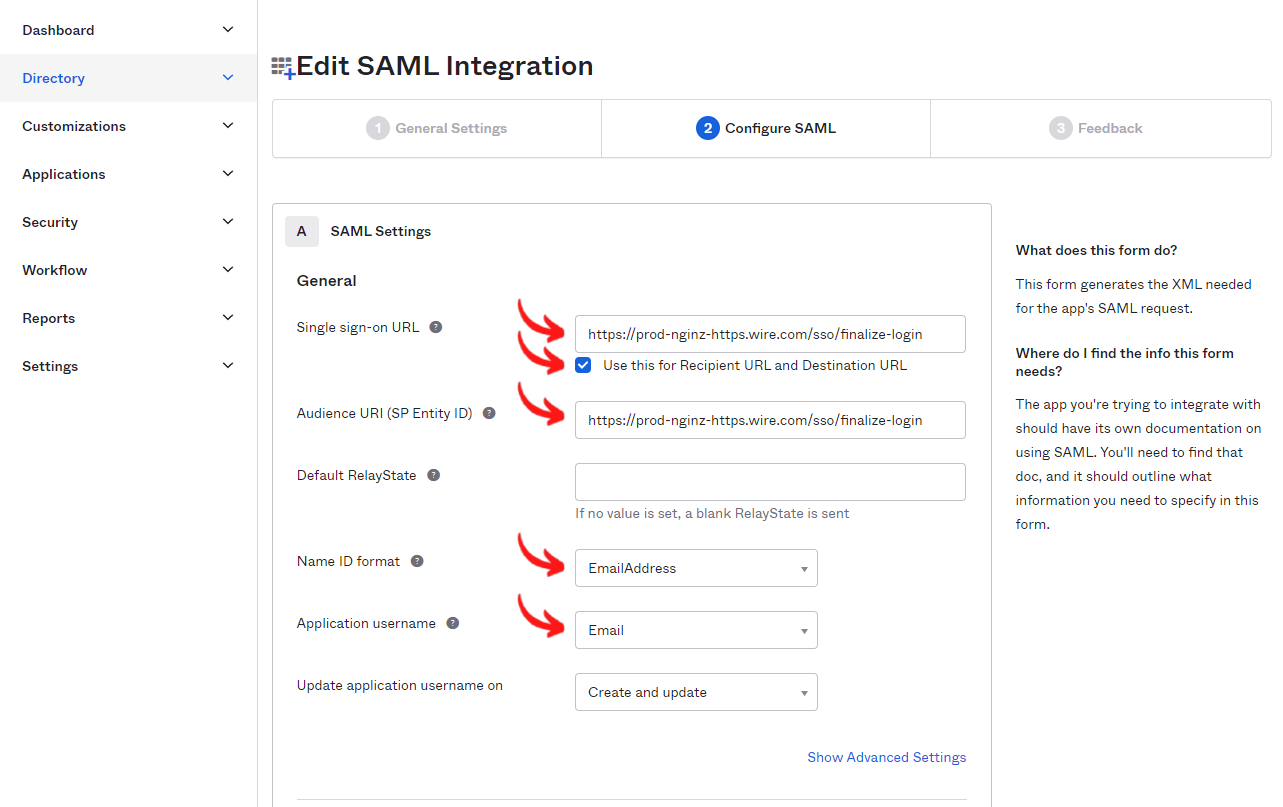 Dashboard
Directory
Customizations
Applications
Security
Workflow
Reports
Settings
Edit SAML Integration
1 General Settings
2 Configure SAML
3 Feedback
A SAML Settings
General
Single sign-on URL ?
https://prod-nginz-https.wire.com/sso/finalize-login
Use this for Recipient URL and Destination URL
Audience URI (SP Entity ID) ?
https://prod-nginz-https.wire.com/sso/finalize-login
Default RelayState ?
If no value is set, a blank RelayState is sent
Name ID format ?
EmailAddress
Application username ?
Email
Update application username on
Create and update
Show Advanced Settings
What does this form do?
This form generates the XML needed
for the app's SAML request.
Where do I find the info this form
needs?
The app you're trying to integrate with
should have its own documentation on
using SAML. You'll need to find that
doc, and it should outline what
information you need to specify in this
form.